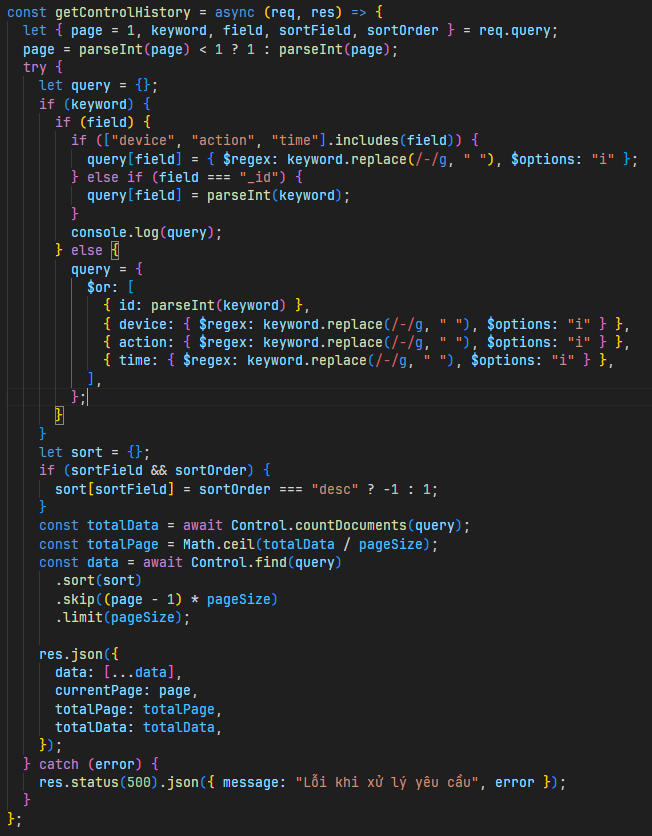 const getControlHistory = async (req, res) => {
  let { page = 1, keyword, field, sortField, sortOrder } = req.query;
  page = parseInt(page) < 1 ? 1 : parseInt(page);
  try {
    let query = {};
    if (keyword) {
      if (field) {
        if (["device", "action", "time"].includes(field)) {
          query[field] = { $regex: keyword.replace(/-/g, " "), $options: "i" };
        } else if (field === "_id") {
          query[field] = parseInt(keyword);
        }
        console.log(query);
      } else {
        query = {
          $or: [
            { id: parseInt(keyword) },
            { device: { $regex: keyword.replace(/-/g, " "), $options: "i" } },
            { action: { $regex: keyword.replace(/-/g, " "), $options: "i" } },
            { time: { $regex: keyword.replace(/-/g, " "), $options: "i" } },
          ],
        };
      }
    }
    let sort = {};
    if (sortField && sortOrder) {
      sort[sortField] = sortOrder === "desc" ? -1 : 1;
    }
    const totalData = await Control.countDocuments(query);
    const totalPage = Math.ceil(totalData / pageSize);
    const data = await Control.find(query)
      .sort(sort)
      .skip((page - 1) * pageSize)
      .limit(pageSize);

    res.json({
      data: [...data],
      currentPage: page,
      totalPage: totalPage,
      totalData: totalData,
    });
  } catch (error) {
    res.status(500).json({ message: "Lỗi khi xử lý yêu cầu", error });
  }
};